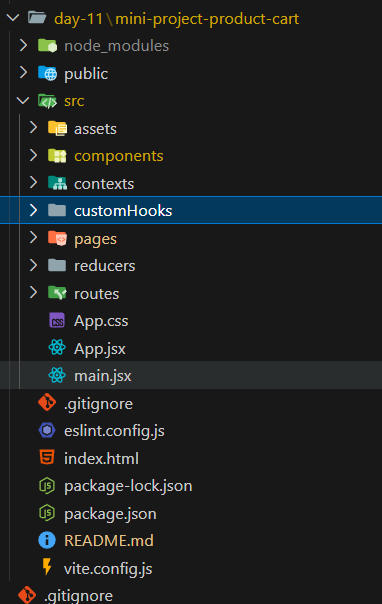 day-11\mini-project-product-cart
node_modules
public
src
assets
components
contexts
customHooks
pages
reducers
routes
App.css
App.jsx
main.jsx
.gitignore
eslint.config.js
index.html
package-lock.json
package.json
README.md
vite.config.js
.gitignore